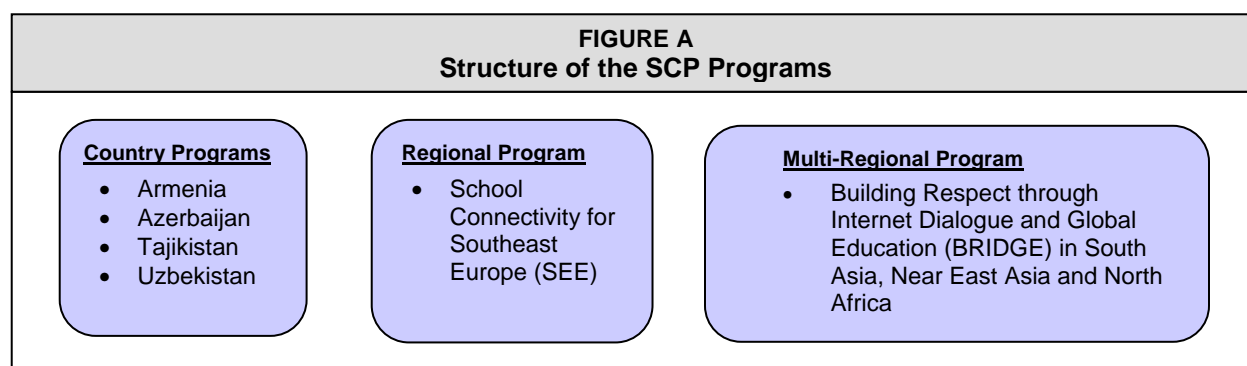 FIGURE A
Structure of the SCP Programs
Country Programs
• Armenia
• Azerbaijan
• Tajikistan
• Uzbekistan
Regional Program
• School
Connectivity for
Southeast
Europe (SEE)
Multi-Regional Program
• Building Respect through
Internet Dialogue and Global
Education (BRIDGE) in South
Asia, Near East Asia and North
Africa